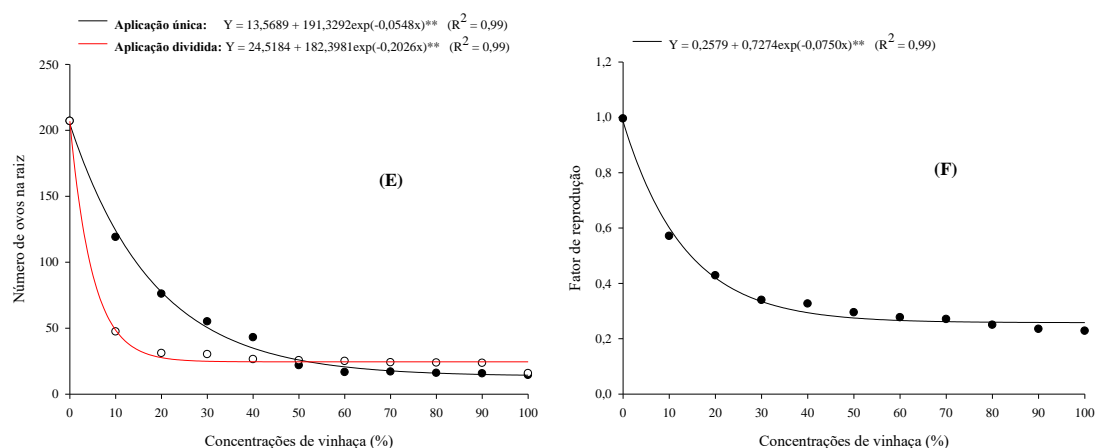 Aplicação única: Y = 13,5689 + 191,3292exp(-0,0548x)** (R2 = 0,99)
Aplicação dividida: Y = 24,5184 + 182,3981exp(-0,2026x)** (R2 = 0,99)
250
200
150
100
50
0
Número de ovos na raiz
(E)
0 10 20 30 40 50 60 70 80 90 100
Concentrações de vinhaça (%)
Y = 0,2579 + 0,7274exp(-0,0750x)** (R2 = 0,99)
1,2
1,0
0,8
0,6
0,4
0,2
0,0
Fator de reprodução
(F)
0 10 20 30 40 50 60 70 80 90 100
Concentrações de vinhaça (%)